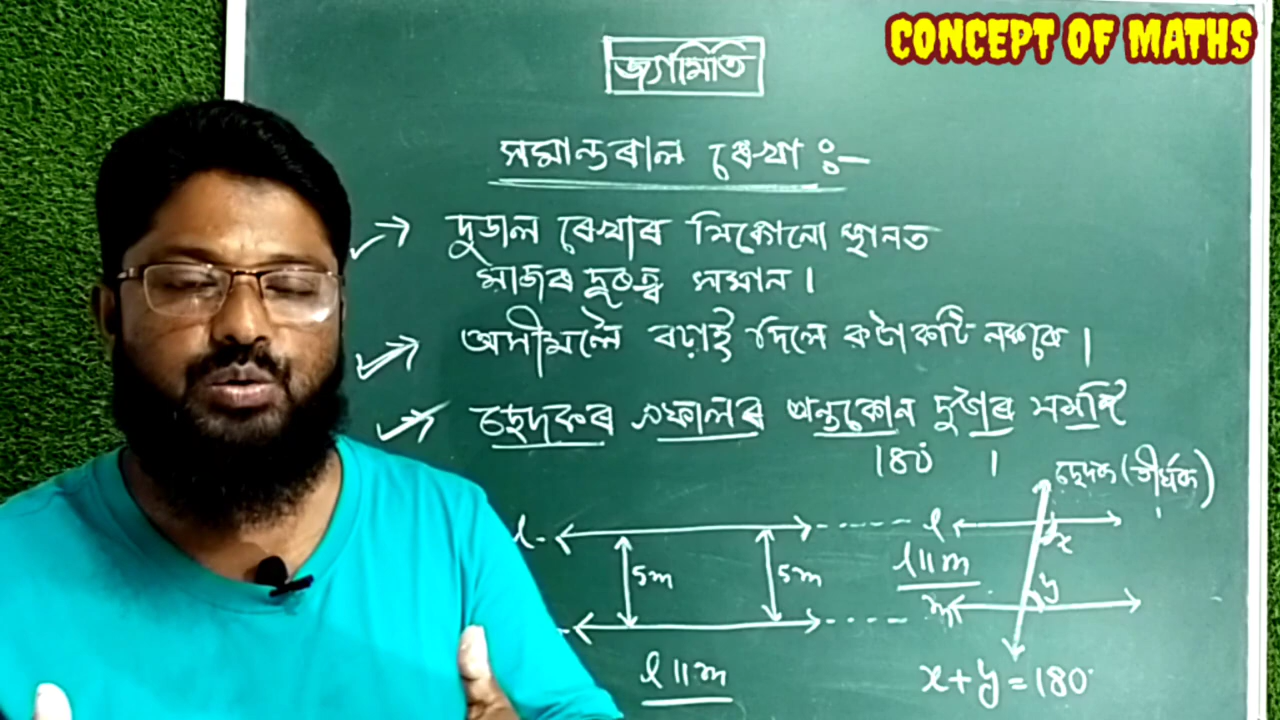 CONCEPT OF MATHS
জ্যামিতি
সমান্তৰাল ৰেখা :-
→ দুডাল ৰেখাৰ যিকোনো স্থানত
মাজৰ দূৰত্ব সমান।
→ অসীমলৈ বঢ়াই দিলে কটাকটি নকৰে।
→ ছেদকৰ একে ফালৰ অন্তঃকোন দুটাৰ সমষ্টি
180° ।
ছেদক (তীৰ্যক)
l
l
x
5m
5m
l || m
y
m
l || m
x + y = 180°